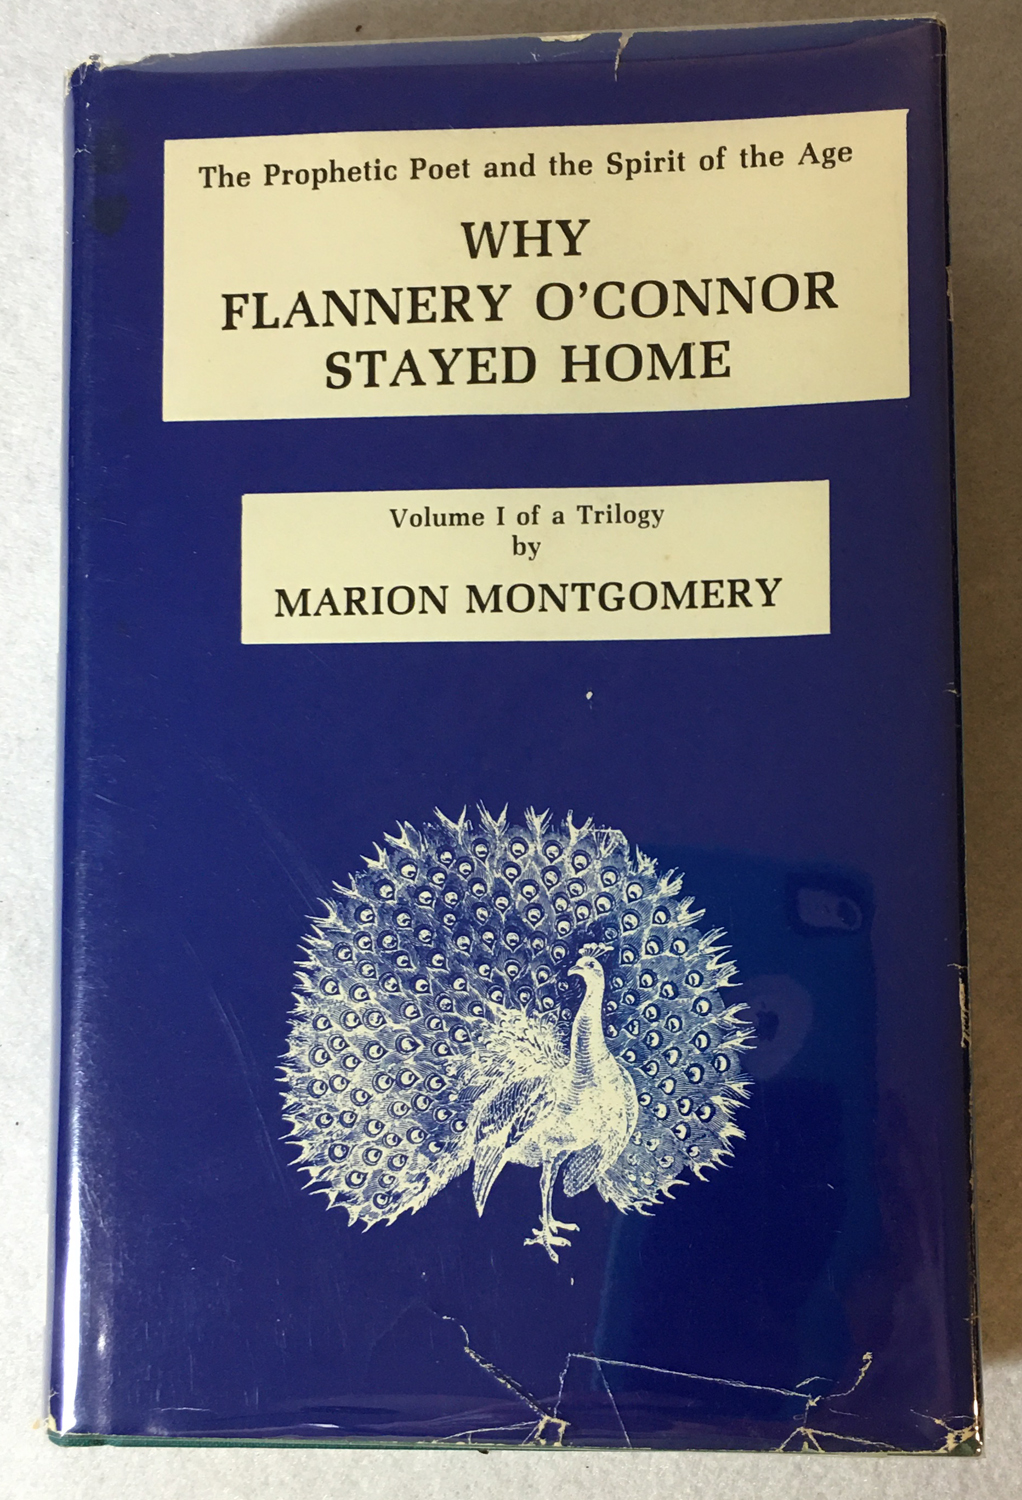 The Prophetic Poet and the Spirit of the Age
WHY
FLANNERY O'CONNOR
STAYED HOME
Volume I of a Trilogy
by
MARION MONTGOMERY